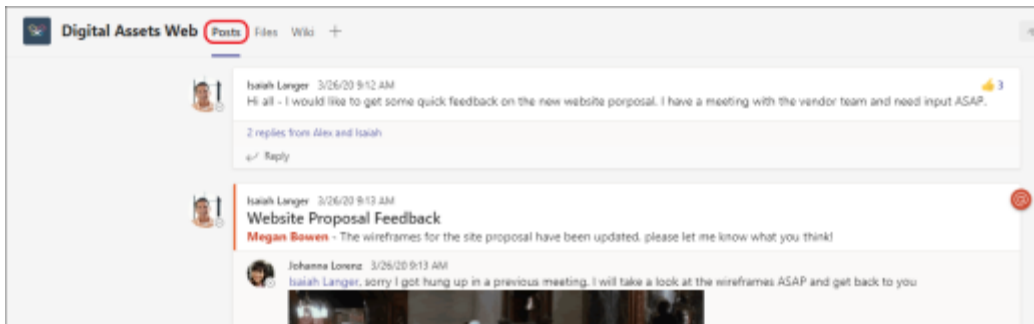 Digital Assets Web Posts Files Wiki +
Isaiah Langer 3/26/20 9:12 AM
👍 3
Hi all - I would like to get some quick feedback on the new website porposal. I have a meeting with the vendor team and need input ASAP.
2 replies from Alex and Isaiah
Reply
Isaiah Langer 3/26/20 9:13 AM
Website Proposal Feedback
Megan Bowen - The wireframes for the site proposal have been updated. please let me know what you think!
Johanna Lorenz 3/26/20 9:13 AM
Isaiah Langer, sorry I got hung up in a previous meeting. I will take a look at the wireframes ASAP and get back to you